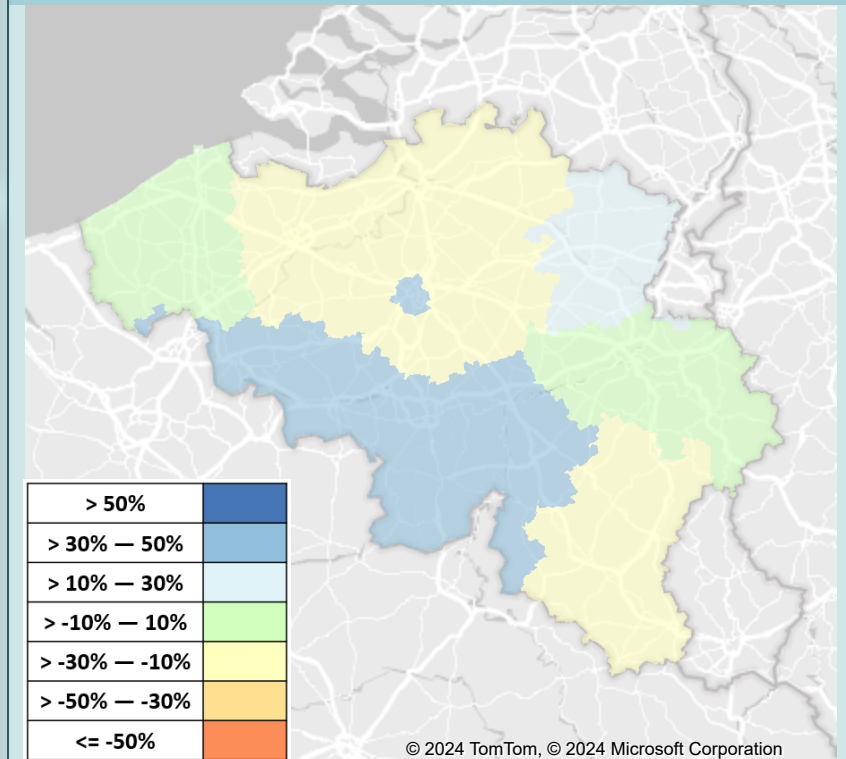 > 50%
> 30% — 50%
> 10% — 30%
> -10% — 10%
> -30% — -10%
> -50% — -30%
<= -50%
© 2024 TomTom, © 2024 Microsoft Corporation